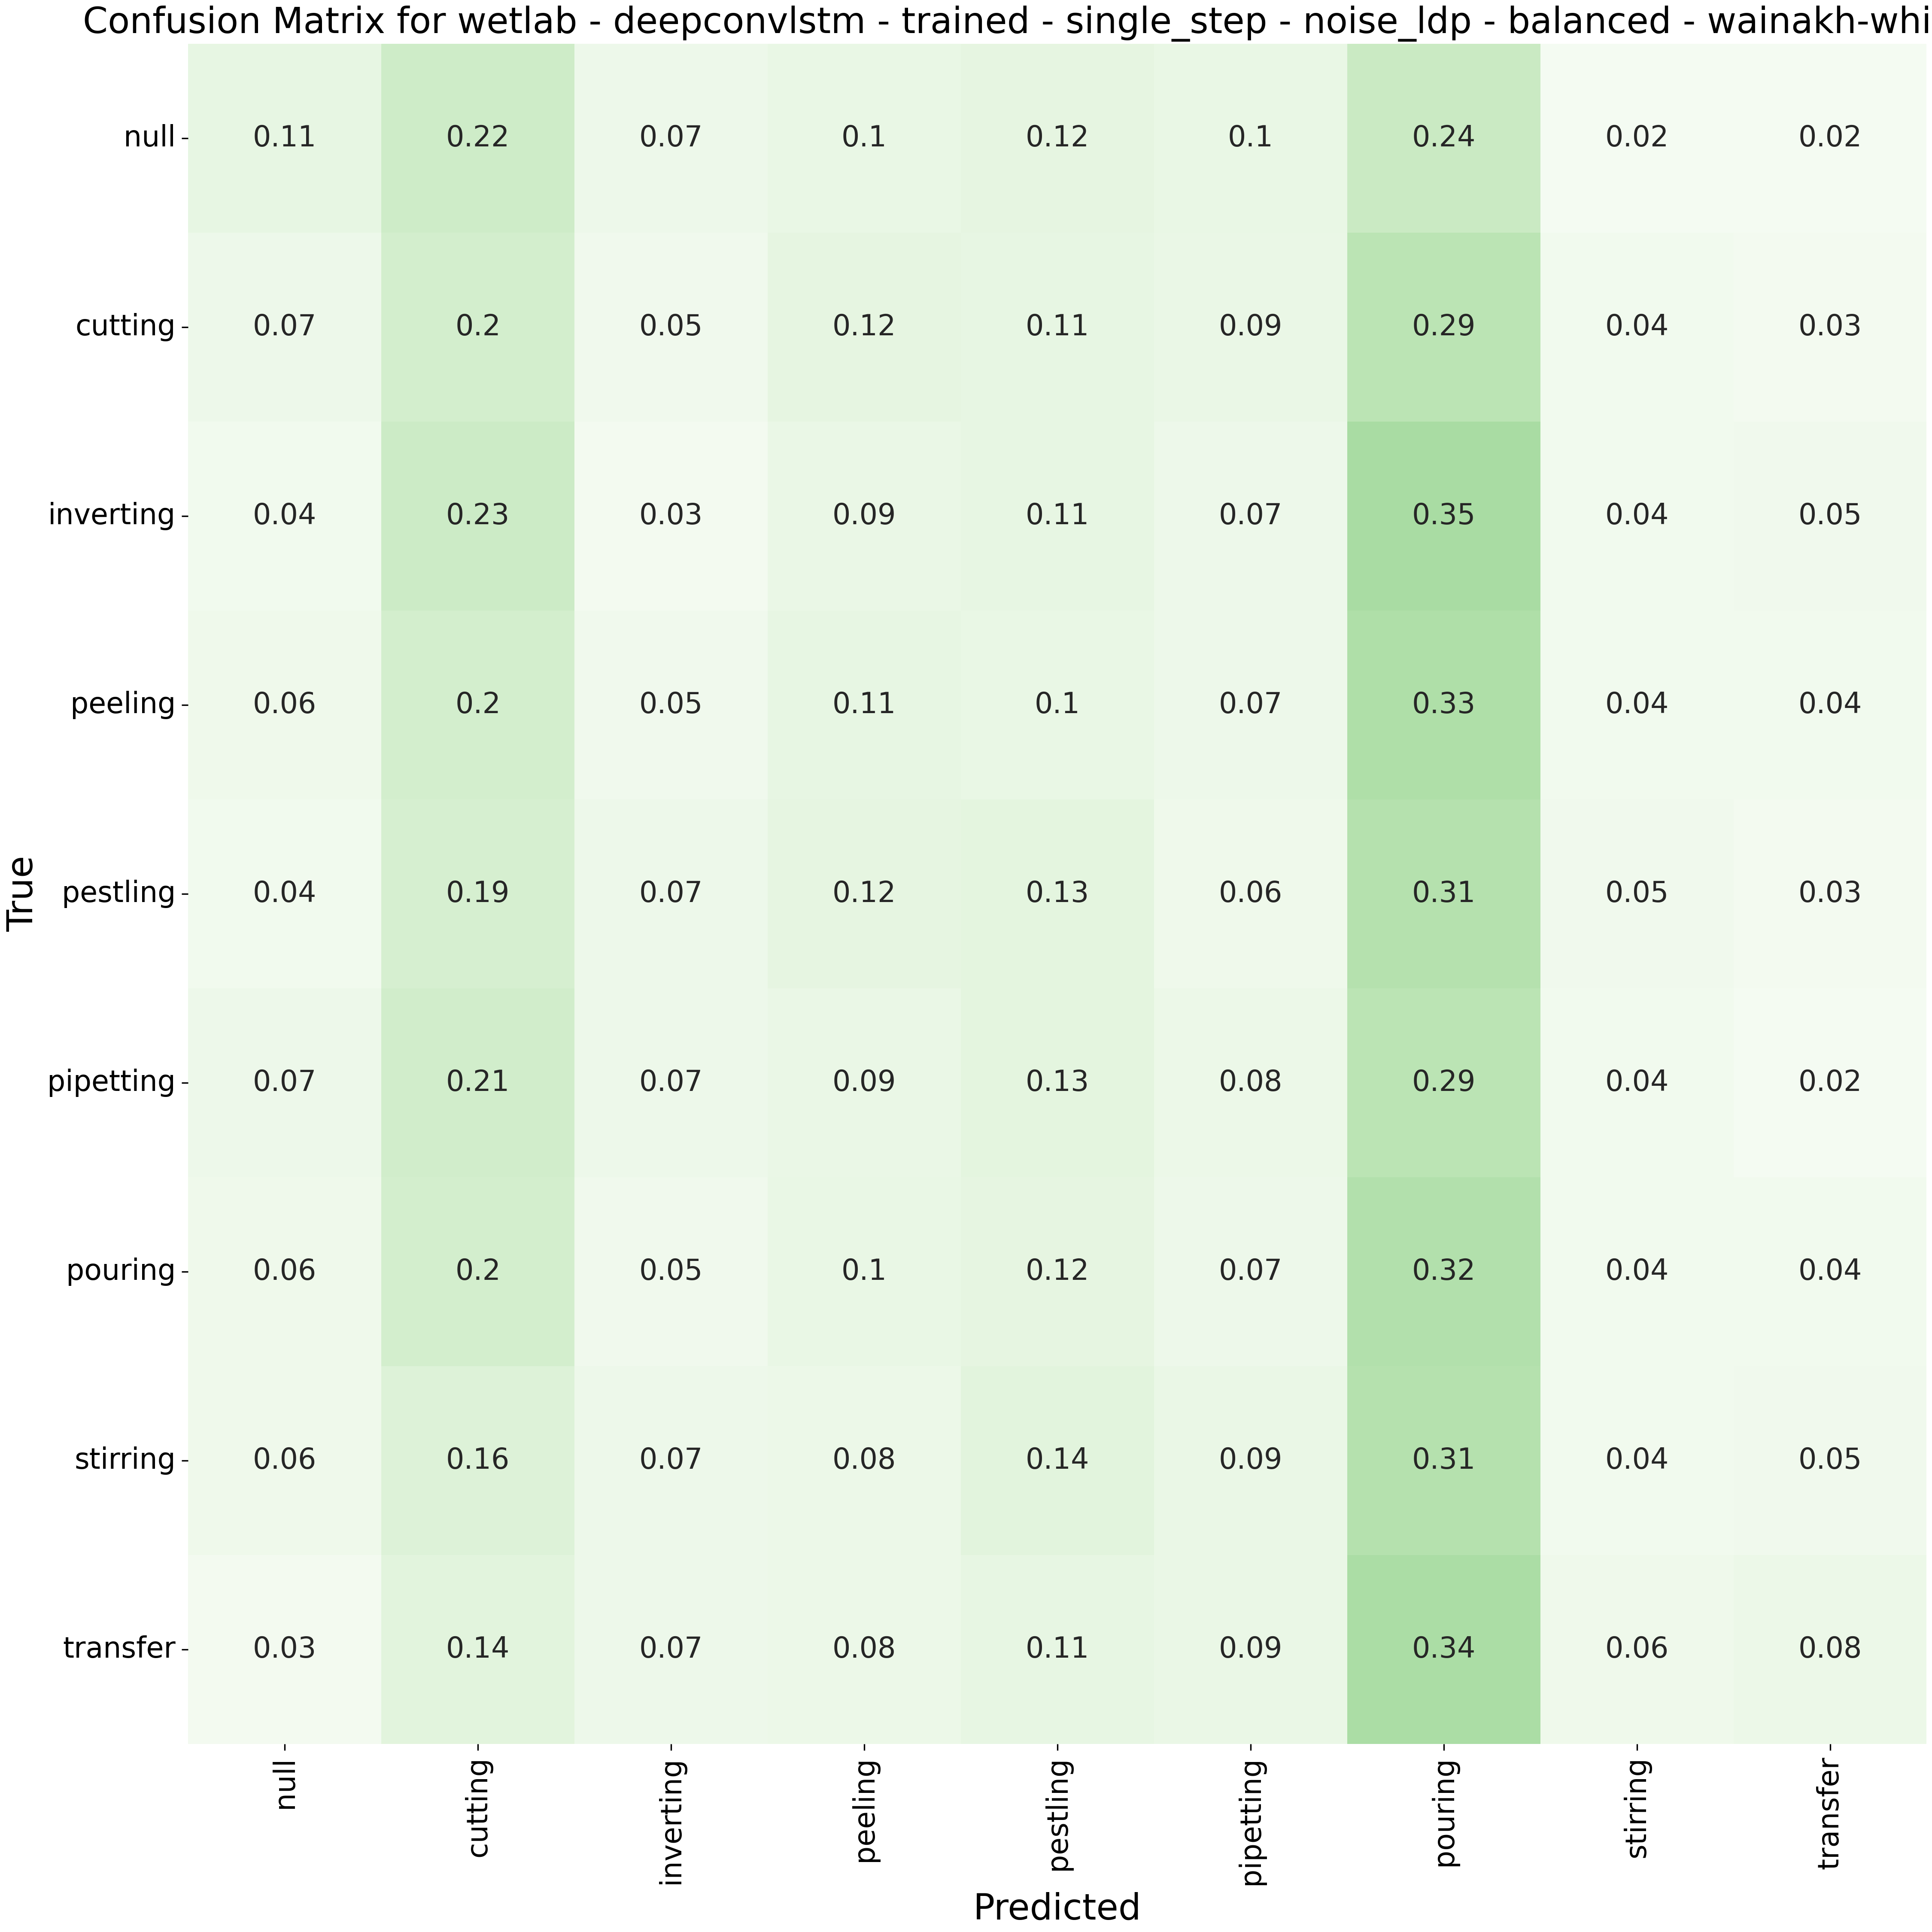 Confusion Matrix for wetlab - deepconvlstm - trained - single_step - noise_ldp - balanced - wainakh-whi
null 0.11 0.22 0.07 0.1 0.12 0.1 0.24 0.02 0.02
cutting 0.07 0.2 0.05 0.12 0.11 0.09 0.29 0.04 0.03
inverting 0.04 0.23 0.03 0.09 0.11 0.07 0.35 0.04 0.05
peeling 0.06 0.2 0.05 0.11 0.1 0.07 0.33 0.04 0.04
pestling 0.04 0.19 0.07 0.12 0.13 0.06 0.31 0.05 0.03
pipetting 0.07 0.21 0.07 0.09 0.13 0.08 0.29 0.04 0.02
pouring 0.06 0.2 0.05 0.1 0.12 0.07 0.32 0.04 0.04
stirring 0.06 0.16 0.07 0.08 0.14 0.09 0.31 0.04 0.05
transfer 0.03 0.14 0.07 0.08 0.11 0.09 0.34 0.06 0.08
True
null cutting inverting peeling pestling pipetting pouring stirring transfer
Predicted